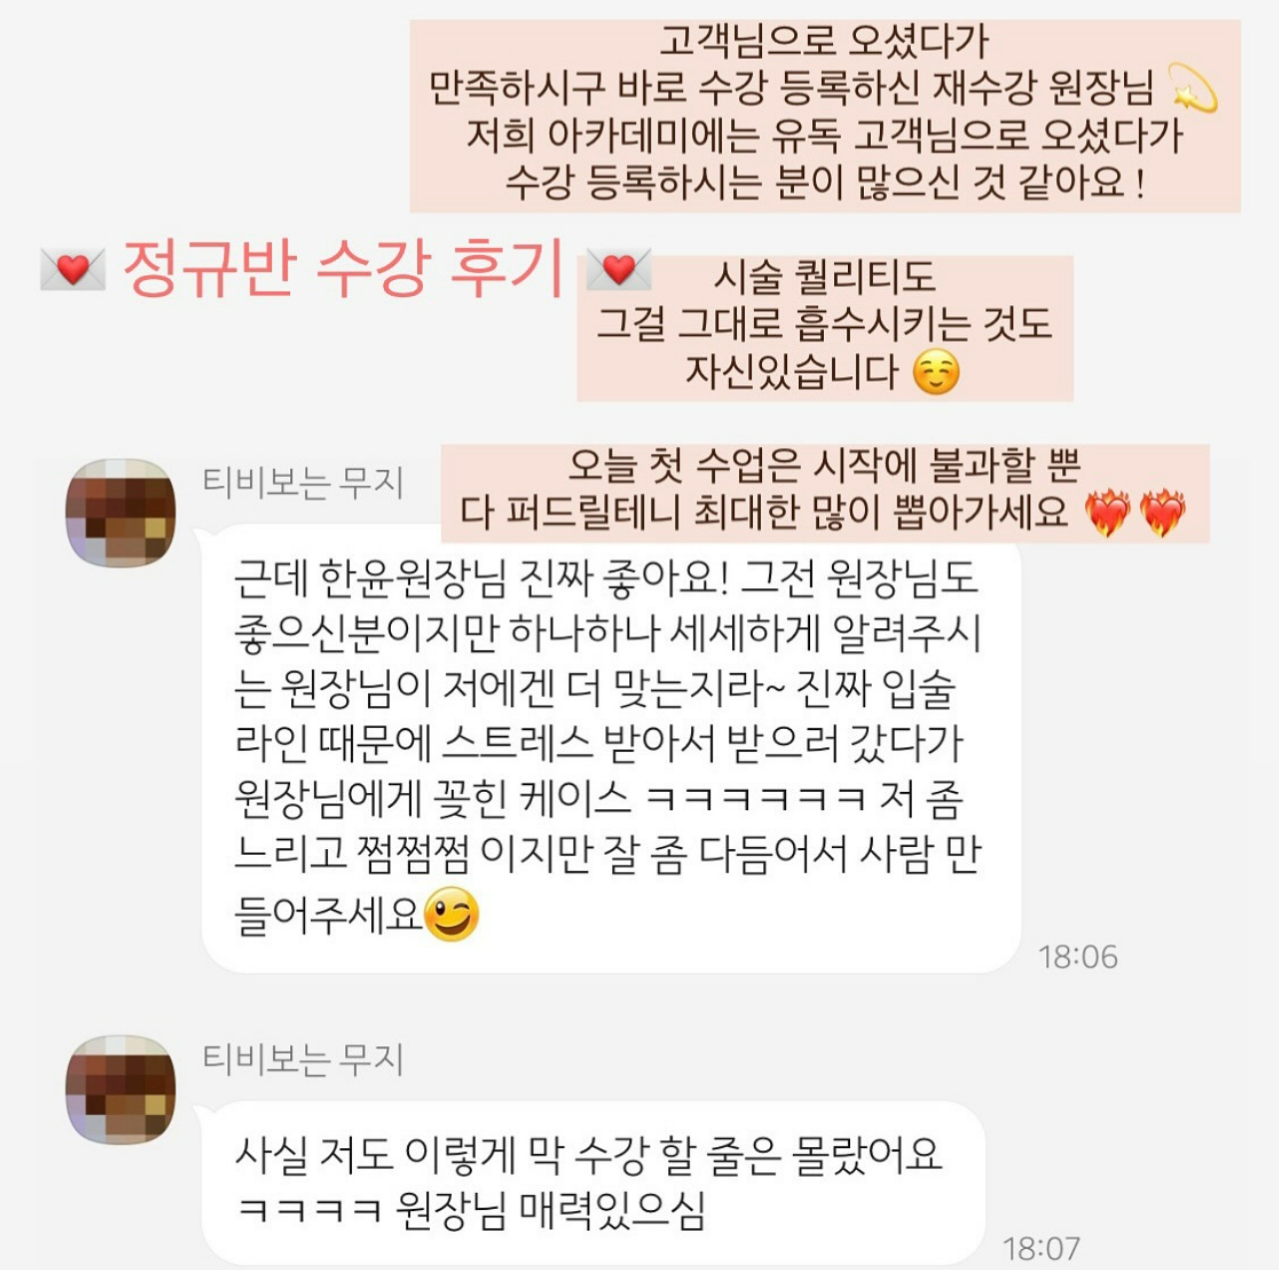 고객님으로 오셨다가
만족하시구 바로 수강 등록하신 재수강 원장님 💫
저희 아카데미에는 유독 고객님으로 오셨다가
수강 등록하시는 분이 많으신 것 같아요 !
💌 정규반 수강 후기 💌
시술 퀄리티도
그걸 그대로 흡수시키는 것도
자신있습니다 ☺️
오늘 첫 수업은 시작에 불과할 뿐
다 퍼드릴테니 최대한 많이 뽑아가세요 ❤️‍🔥❤️‍🔥
티비보는 무지
근데 한윤원장님 진짜 좋아요! 그전 원장님도
좋으신분이지만 하나하나 세세하게 알려주시
는 원장님이 저에겐 더 맞는지라~ 진짜 입술
라인 때문에 스트레스 받아서 받으러 갔다가
원장님에게 꽂힌 케이스 ㅋㅋㅋㅋㅋㅋ 저 좀
느리고 쩜쩜쩜 이지만 잘 좀 다듬어서 사람 만
들어주세요😉
18:06
티비보는 무지
사실 저도 이렇게 막 수강 할 줄은 몰랐어요
ㅋㅋㅋㅋ 원장님 매력있으심
18:07